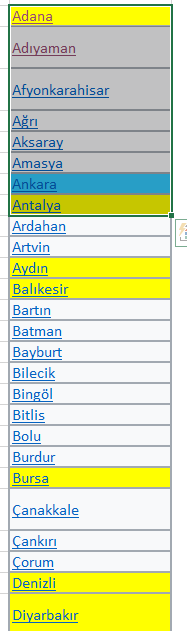 Adana
Adıyaman
Afyonkarahisar
Ağrı
Aksaray
Amasya
Ankara
Antalya
Ardahan
Artvin
Aydın
Balıkesir
Bartın
Batman
Bayburt
Bilecik
Bingöl
Bitlis
Bolu
Burdur
Bursa
Çanakkale
Çankırı
Çorum
Denizli
Diyarbakır